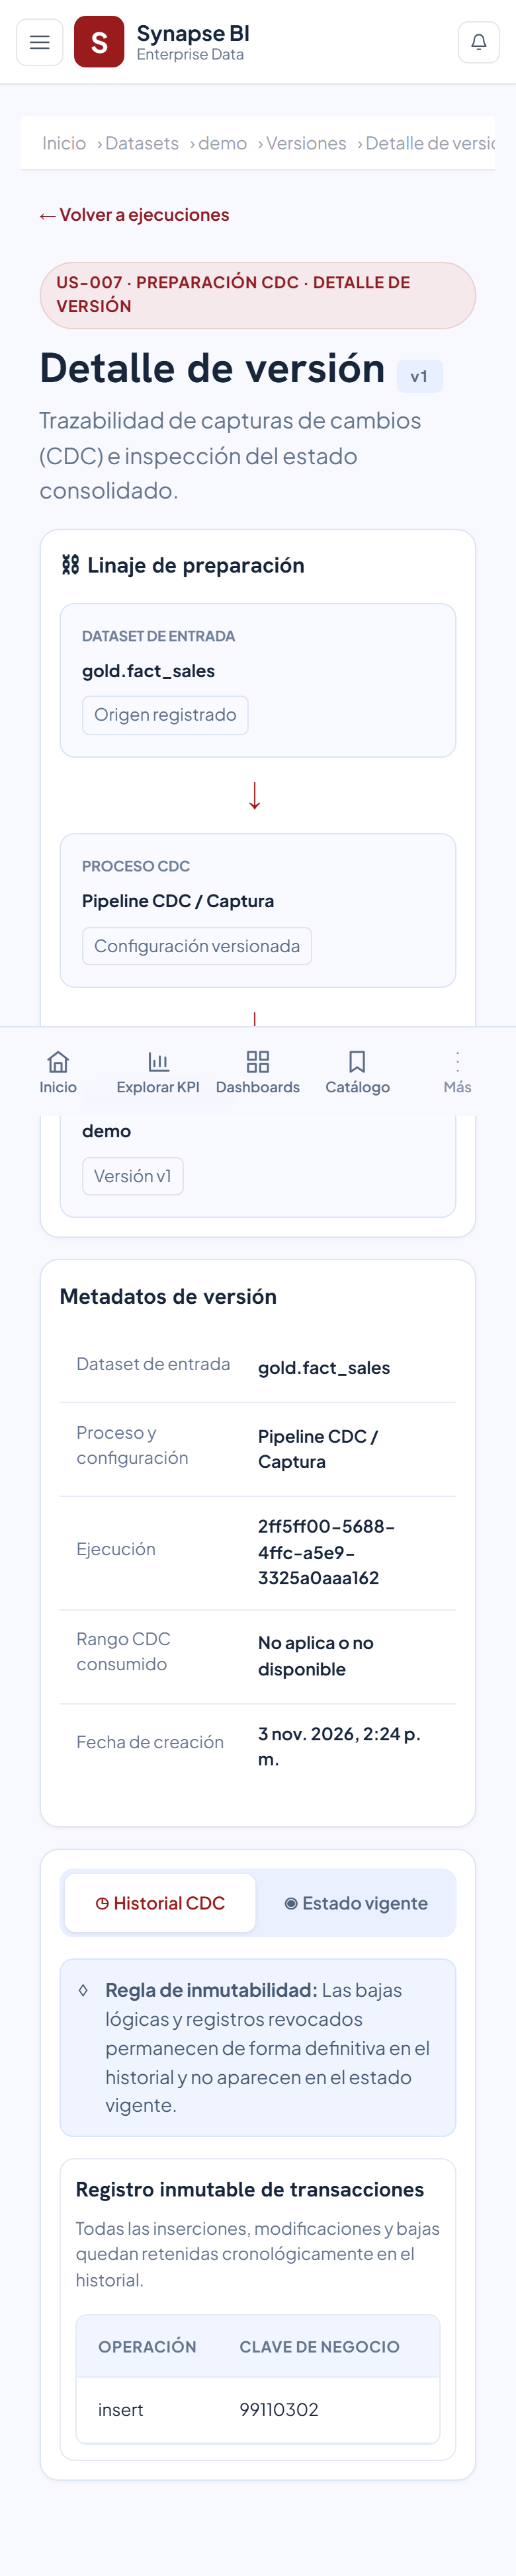 S
Synapse BI
Enterprise Data
Inicio › Datasets › demo › Versiones › Detalle de versió
← Volver a ejecuciones
US-007 · PREPARACIÓN CDC · DETALLE DE
VERSIÓN
Detalle de versión v1
Trazabilidad de capturas de cambios
(CDC) e inspección del estado
consolidado.
⛓ Linaje de preparación
DATASET DE ENTRADA
gold.fact_sales
Origen registrado
↓
PROCESO CDC
Pipeline CDC / Captura
Configuración versionada
Inicio
Explorar KPI
Dashboards
Catálogo
Más
demo
Versión v1
Metadatos de versión
Dataset de entrada gold.fact_sales
Proceso y configuración
Pipeline CDC / Captura
Ejecución
2ff5ff00-5688-
4ffc-a5e9-
3325a0aaa162
Rango CDC consumido
No aplica o no disponible
Fecha de creación
3 nov. 2026, 2:24 p.
m.
◷ Historial CDC
◉ Estado vigente
◊ Regla de inmutabilidad: Las bajas
lógicas y registros revocados
permanecen de forma definitiva en el
historial y no aparecen en el estado
vigente.
Registro inmutable de transacciones
Todas las inserciones, modificaciones y bajas
quedan retenidas cronológicamente en el
historial.
OPERACIÓN CLAVE DE NEGOCIO
insert 99110302